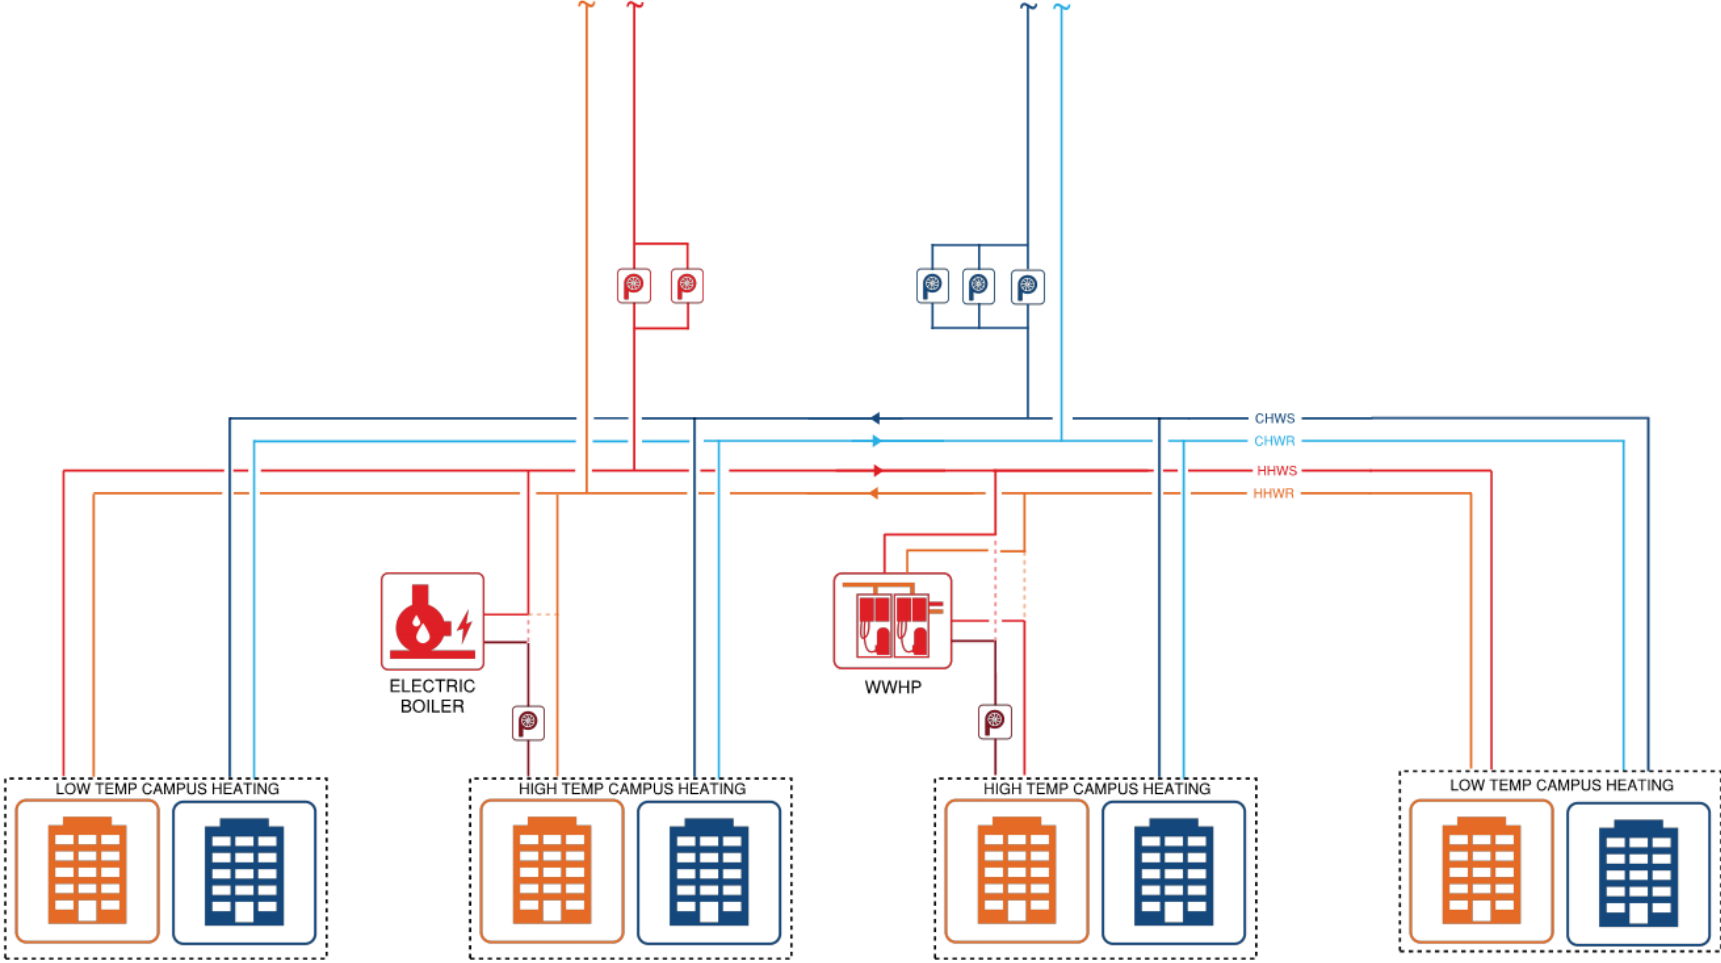 CHWS
CHWR
HHWS
HHWR
ELECTRIC
BOILER
WWHP
LOW TEMP CAMPUS HEATING
HIGH TEMP CAMPUS HEATING
HIGH TEMP CAMPUS HEATING
LOW TEMP CAMPUS HEATING